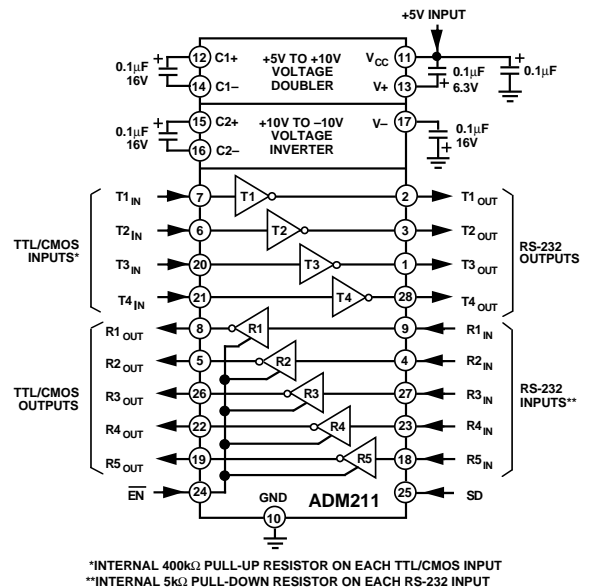 +5V INPUT
0.1μF
16V
12 C1+
14 C1–
+5V TO +10V
VOLTAGE
DOUBLER
VCC 11
V+ 13
0.1μF
6.3V
0.1μF
0.1μF
16V
15 C2+
16 C2–
+10V TO –10V
VOLTAGE
INVERTER
V– 17
0.1μF
16V
TTL/CMOS
INPUTS*
T1IN 7 T1 2 T1OUT
T2IN 6 T2 3 T2OUT
T3IN 20 T3 1 T3OUT
T4IN 21 T4 28 T4OUT
RS-232
OUTPUTS
TTL/CMOS
OUTPUTS
R1OUT 8 R1 9 R1IN
R2OUT 5 R2 4 R2IN
R3OUT 26 R3 27 R3IN
R4OUT 22 R4 23 R4IN
R5OUT 19 R5 18 R5IN
RS-232
INPUTS**
E̅N̅ 24
GND
10
ADM211
25 SD
*INTERNAL 400kΩ PULL-UP RESISTOR ON EACH TTL/CMOS INPUT
**INTERNAL 5kΩ PULL-DOWN RESISTOR ON EACH RS-232 INPUT